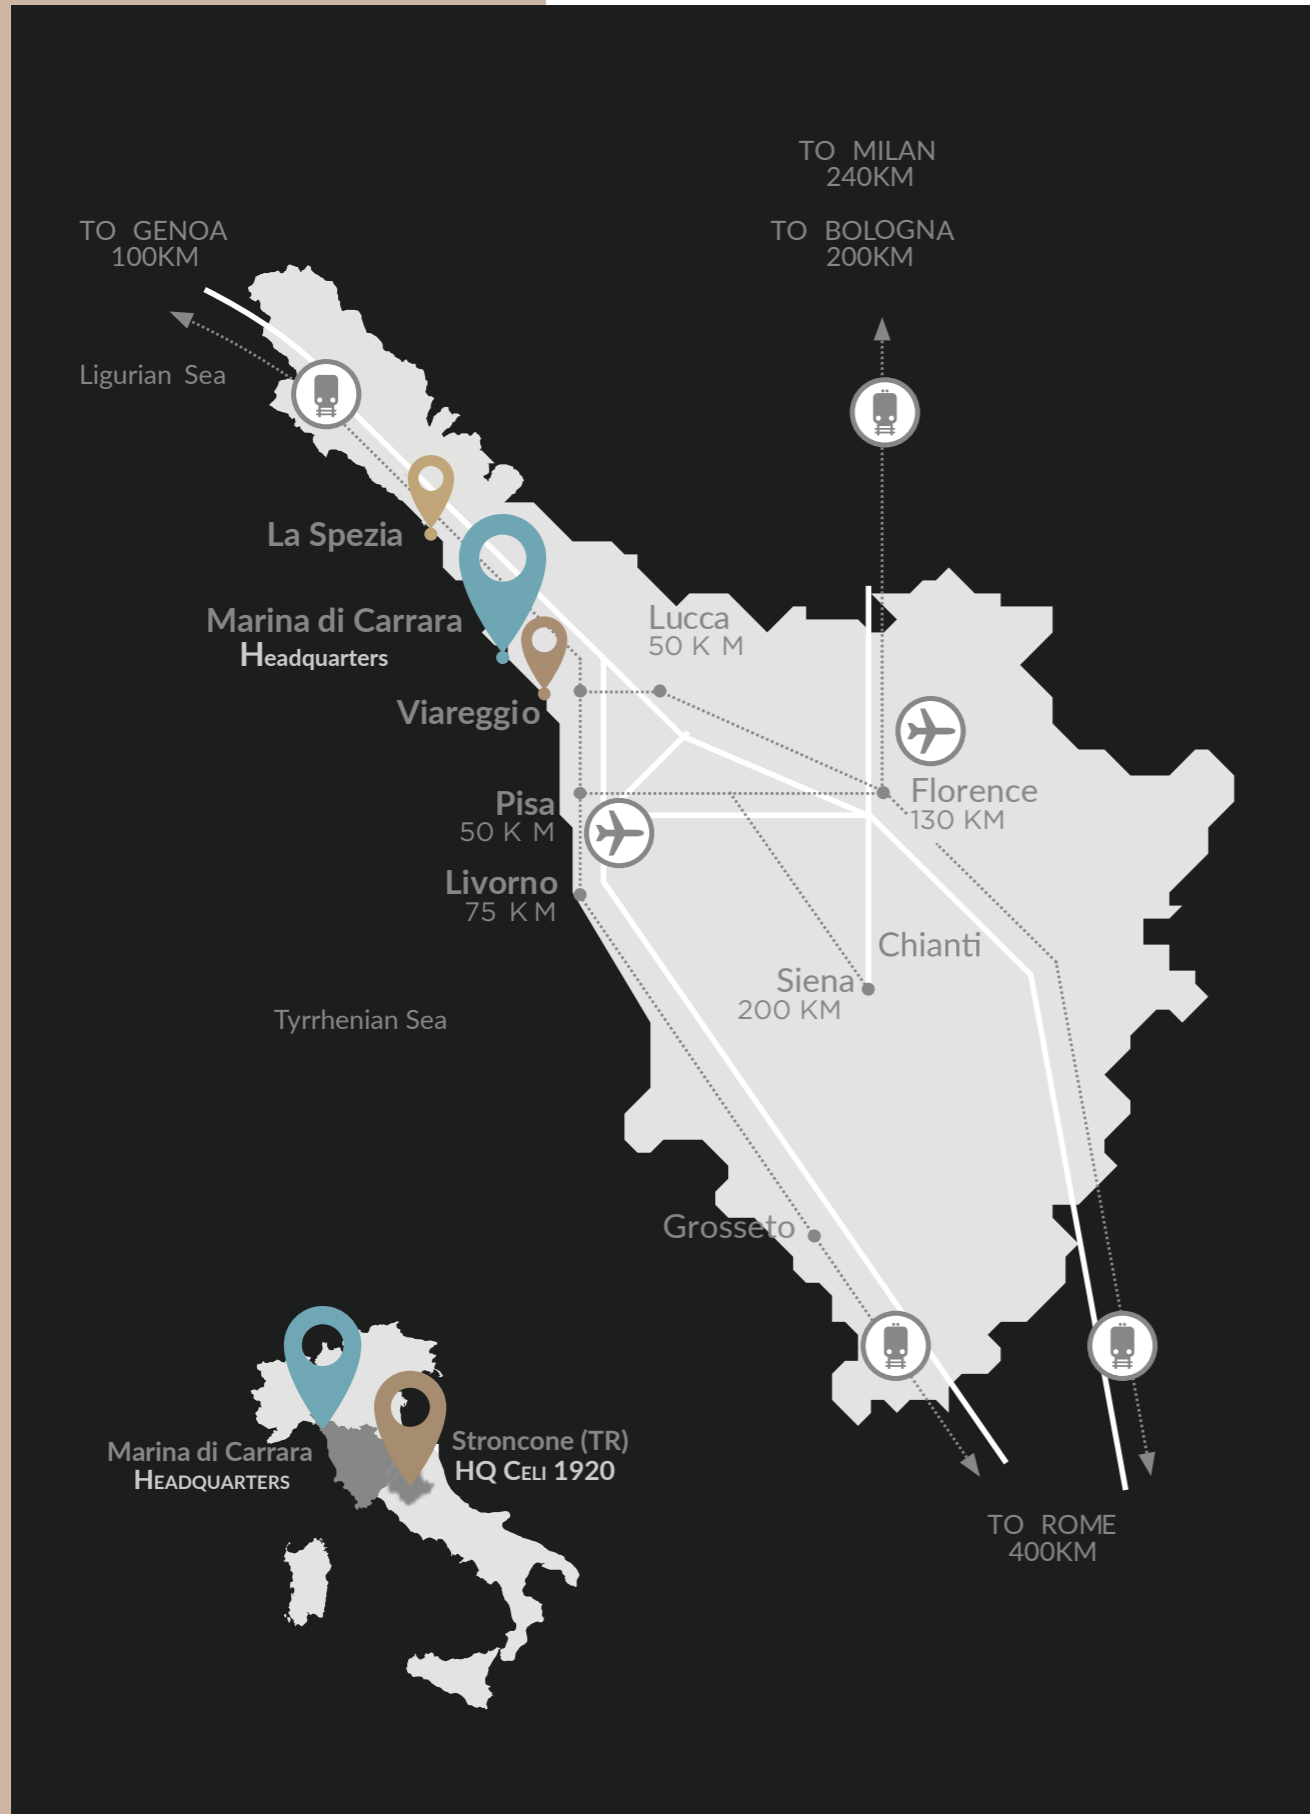 TO MILAN
240KM
TO GENOA
100KM
TO BOLOGNA
200KM
Ligurian Sea
La Spezia
Marina di Carrara
Headquarters
Lucca
50 K M
Viareggio
Pisa
50 K M
Florence
130 KM
Livorno
75 K M
Chianti
Siena
200 KM
Tyrrhenian Sea
Grosseto
Marina di Carrara
HEADQUARTERS
Stroncone (TR)
HQ CELI 1920
TO ROME
400KM